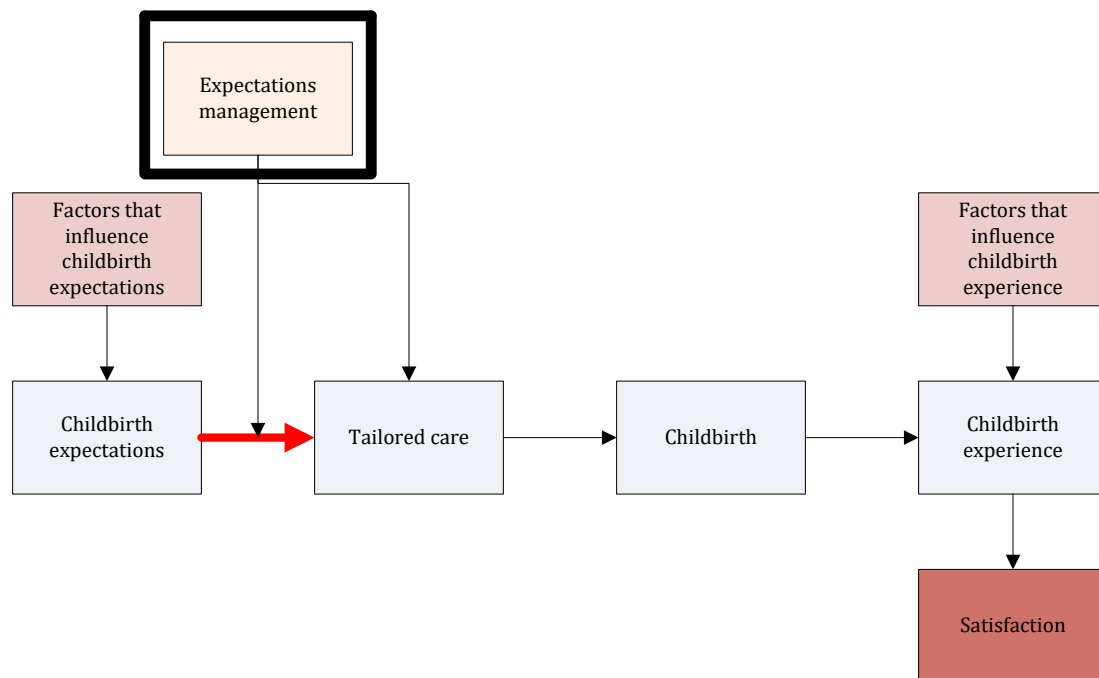 Expectations
management
Factors that
influence
childbirth
expectations
Factors that
influence
childbirth
experience
Childbirth
expectations
Tailored care
Childbirth
Childbirth
experience
Satisfaction